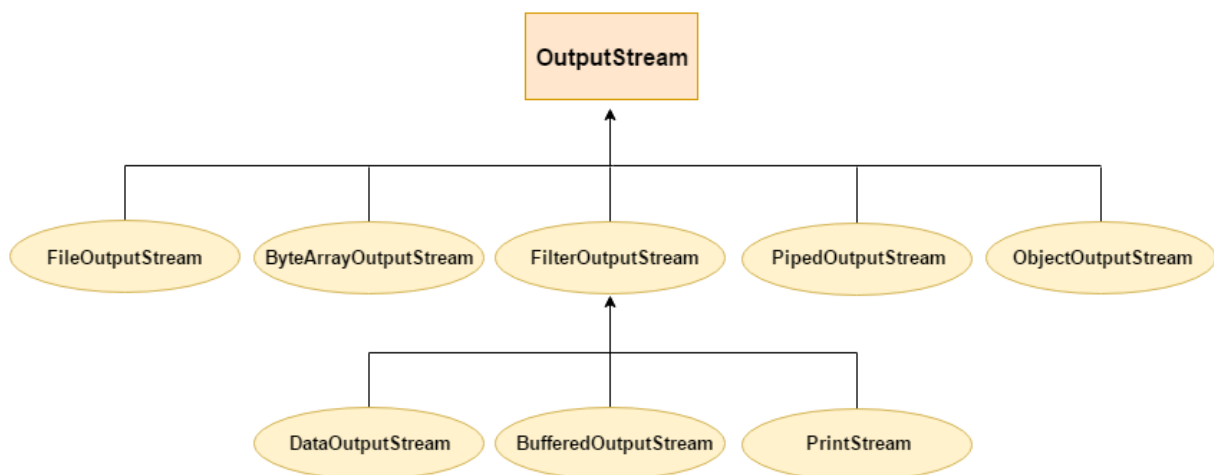 OutputStream
FileOutputStream
ByteArrayOutputStream
FilterOutputStream
PipedOutputStream
ObjectOutputStream
DataOutputStream
BufferedOutputStream
PrintStream